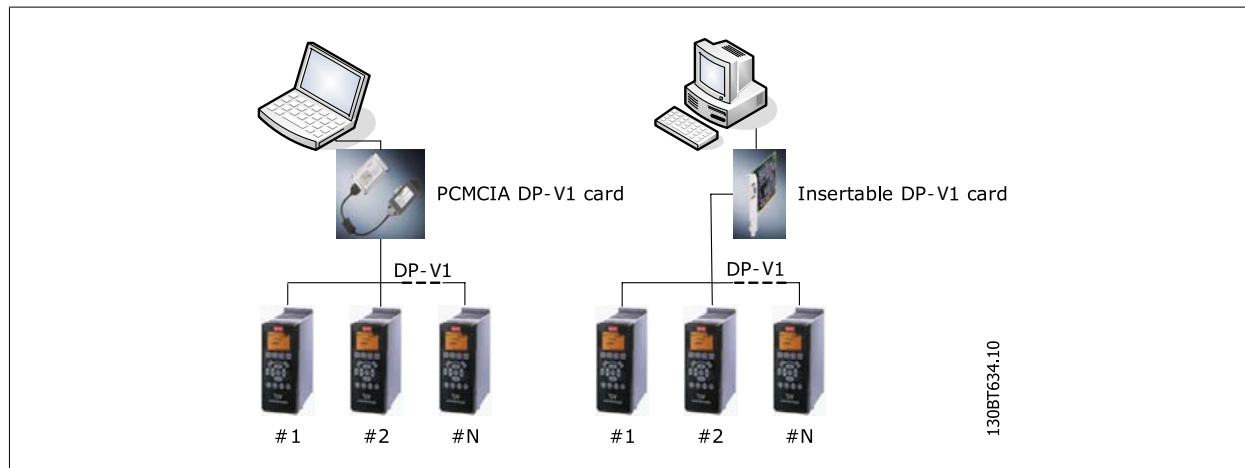 PCMCIA DP-V1 card
Insertable DP-V1 card
DP-V1
DP-V1
#1
#2
#N
#1
#2
#N
130BT634.10